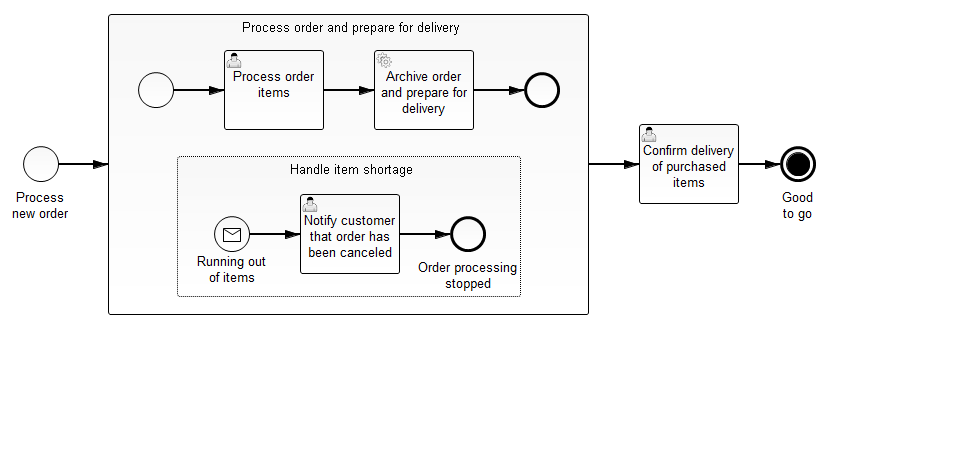 Process order and prepare for delivery
Process order
items
Archive order
and prepare for
delivery
Process
new order
Handle item shortage
Notify customer
that order has
been canceled
Running out
of items
Order processing
stopped
Confirm delivery
of purchased
items
Good
to go